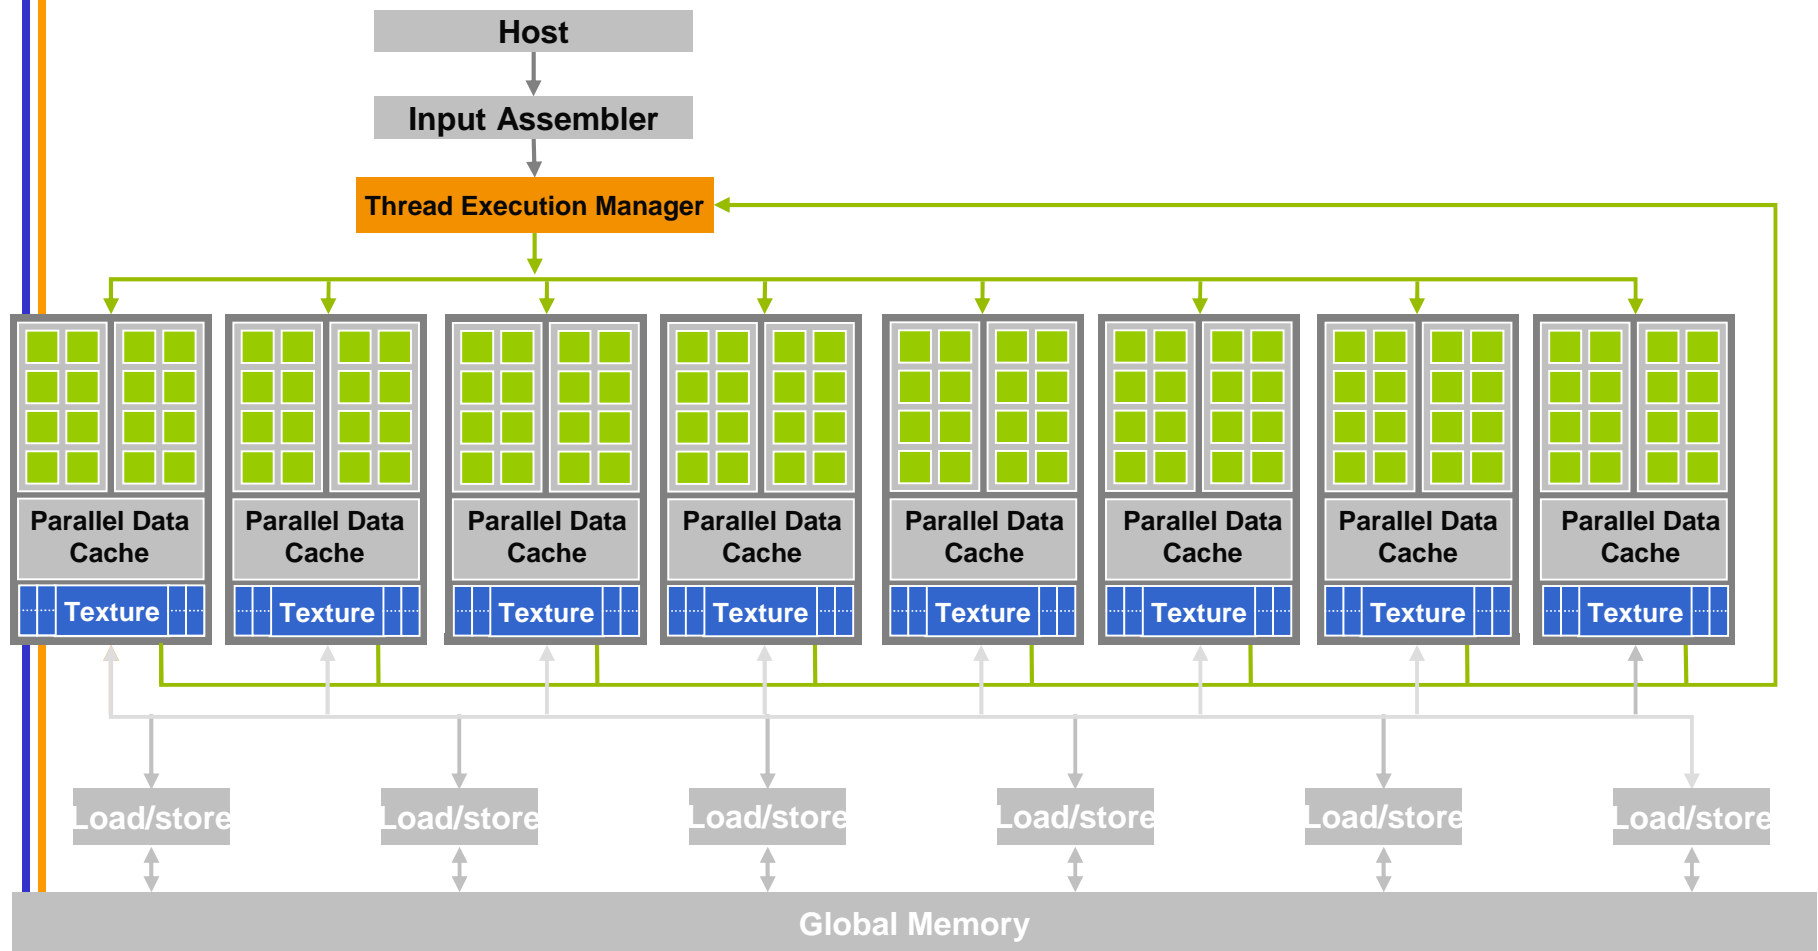 Host
Input Assembler
Thread Execution Manager
Parallel Data
Cache
Parallel Data
Cache
Parallel Data
Cache
Parallel Data
Cache
Parallel Data
Cache
Parallel Data
Cache
Parallel Data
Cache
Parallel Data
Cache
Texture
Texture
Texture
Texture
Texture
Texture
Texture
Texture
Load/store
Load/store
Load/store
Load/store
Load/store
Load/store
Global Memory